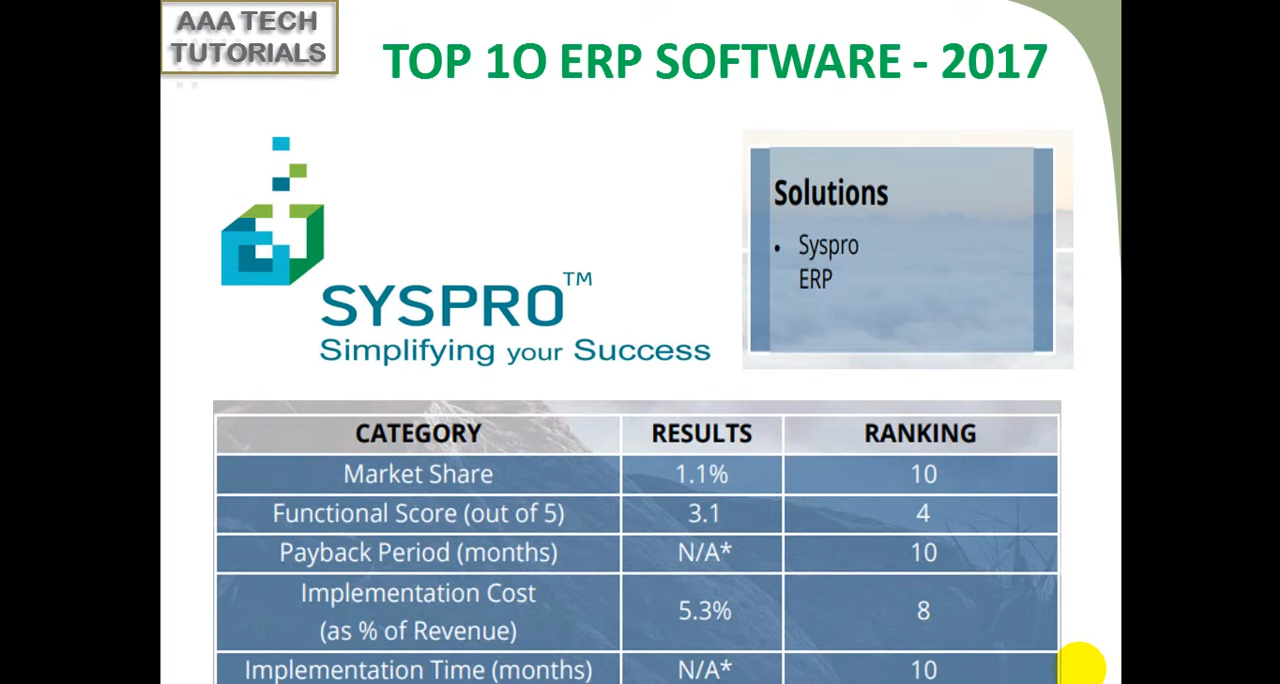 AAA TECH
TUTORIALS
TOP 1O ERP SOFTWARE - 2017
SYSPRO™
Simplifying your Success
Solutions
• Syspro
ERP
CATEGORY RESULTS RANKING
Market Share 1.1% 10
Functional Score (out of 5) 3.1 4
Payback Period (months) N/A* 10
Implementation Cost
(as % of Revenue) 5.3% 8
Implementation Time (months) N/A* 10